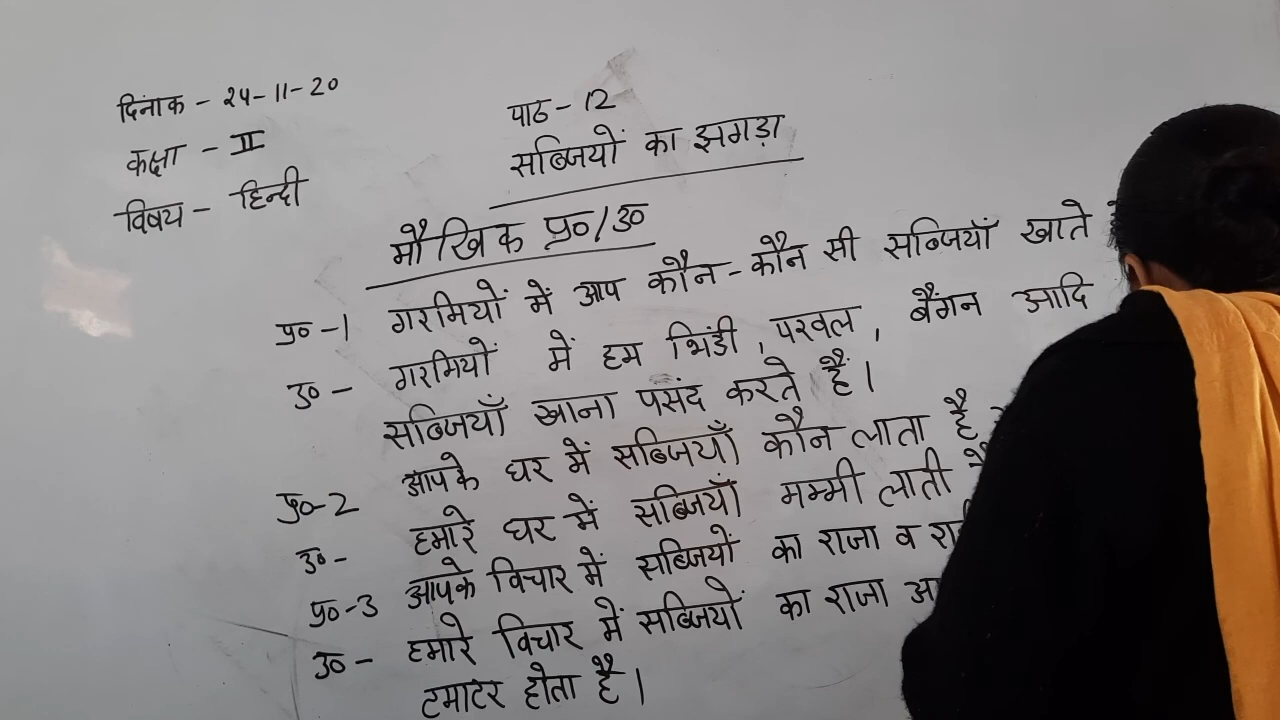 दिनांक - 24-11-20
कक्षा - II
विषय - हिन्दी
पाठ - 12
सब्जियों का झगड़ा
मौखिक प्र०/उ०
प्र०-1 गरमियों में आप कौन-कौन सी सब्जियाँ खाते
उ०- गरमियों में हम भिंडी, परवल, बैंगन आदि
सब्जियाँ खाना पसंद करते हैं।
प्र०-2 आपके घर में सब्जियाँ कौन लाता है
उ०- हमारे घर में सब्जियाँ मम्मी लाती
प्र०-3 आपके विचार में सब्जियों का राजा व
उ०- हमारे विचार में सब्जियों का राजा
टमाटर होता है।